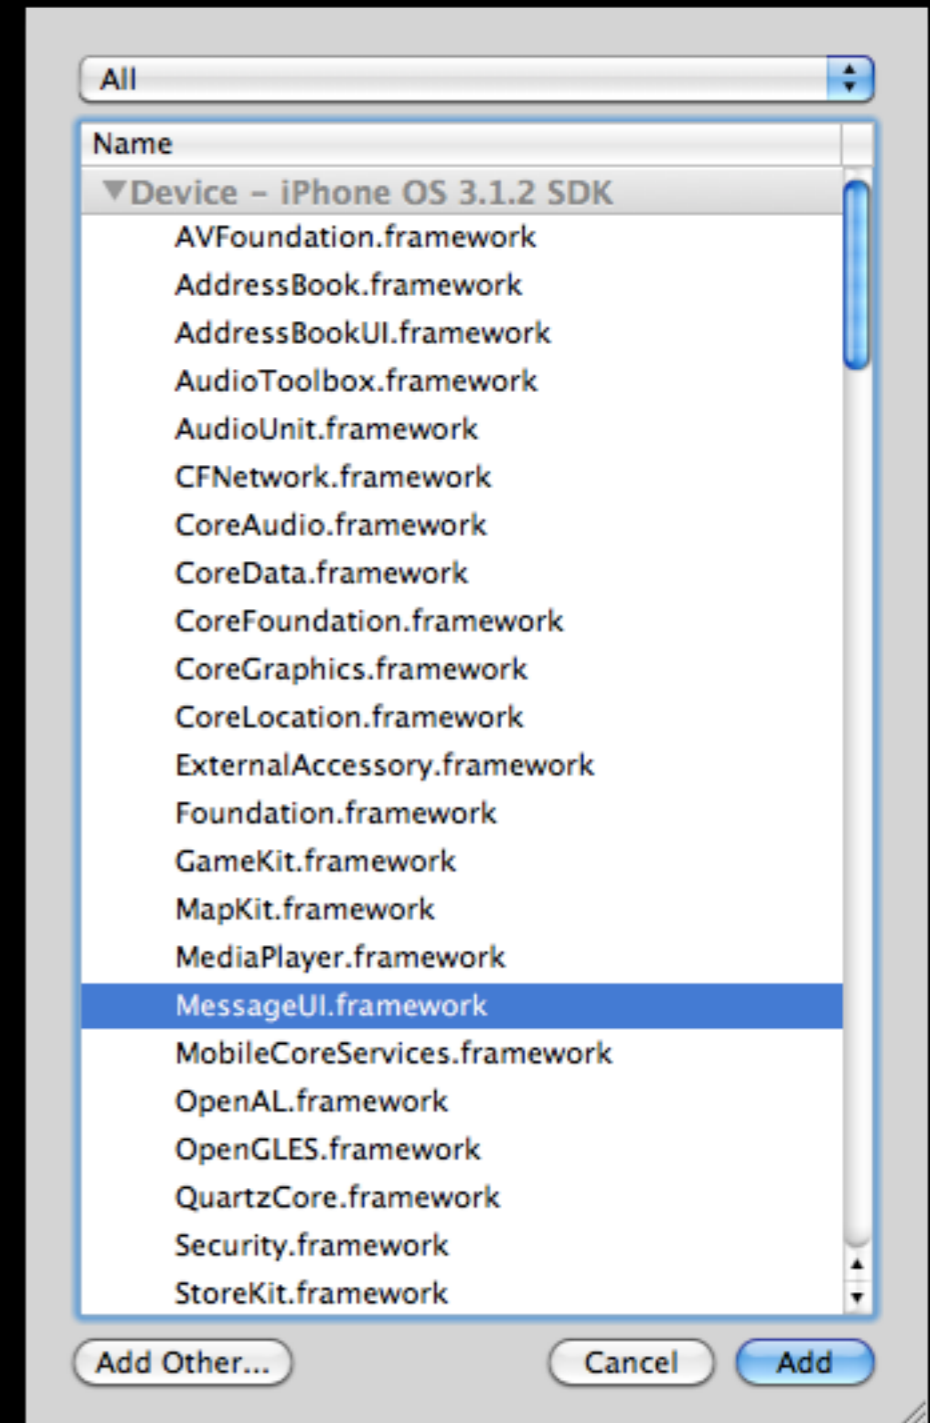 All
Name
Device – iPhone OS 3.1.2 SDK
AVFoundation.framework
AddressBook.framework
AddressBookUI.framework
AudioToolbox.framework
AudioUnit.framework
CFNetwork.framework
CoreAudio.framework
CoreData.framework
CoreFoundation.framework
CoreGraphics.framework
CoreLocation.framework
ExternalAccessory.framework
Foundation.framework
GameKit.framework
MapKit.framework
MediaPlayer.framework
MessageUI.framework
MobileCoreServices.framework
OpenAL.framework
OpenGLES.framework
QuartzCore.framework
Security.framework
StoreKit.framework
Add Other... Cancel Add